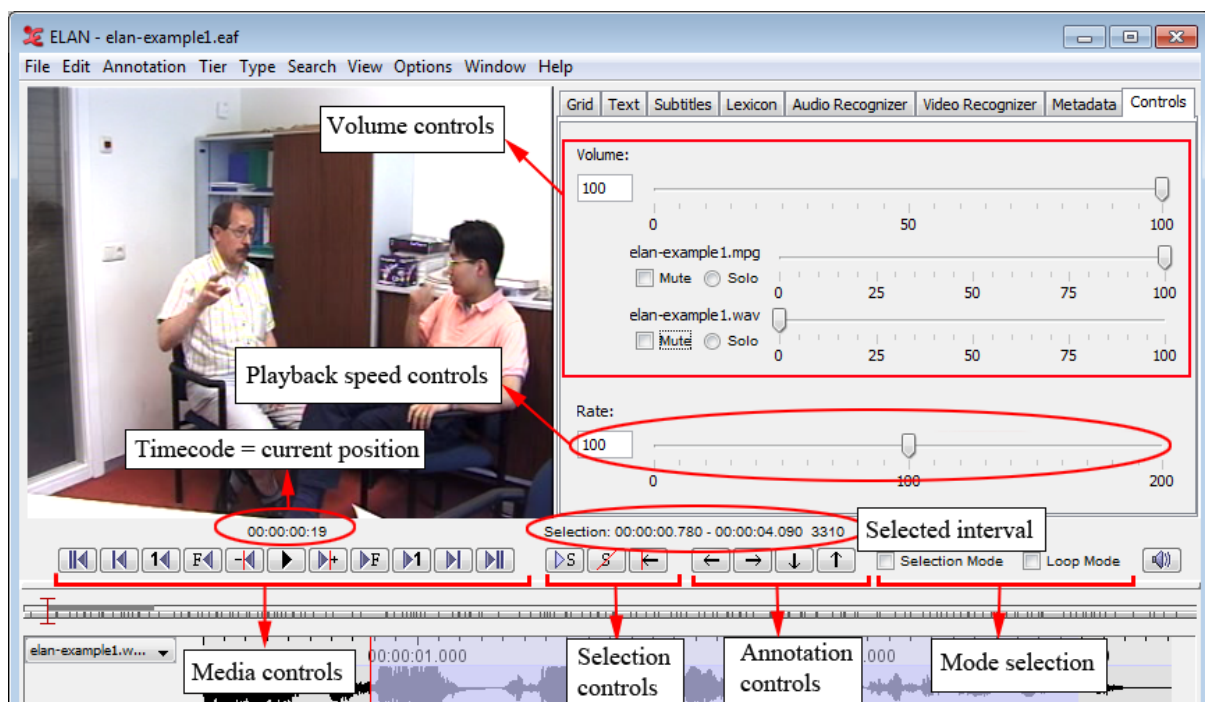 ELAN - elan-example1.eaf
File Edit Annotation Tier Type Search View Options Window Help
Grid Text Subtitles Lexicon Audio Recognizer Video Recognizer Metadata Controls
Volume controls
Volume:
100
0 50 100
elan-example1.mpg
Mute Solo
0 25 50 75 100
elan-example1.wav
Mute Solo
0 25 50 75 100
Playback speed controls
Rate:
100
0 100 200
Timecode = current position
00:00:00:19
Selection: 00:00:00.780 - 00:00:04.090 3310
Selected interval
1 F - + F 1
S S
Selection Mode Loop Mode
elan-example1.w...
00:00:01.000
.000
Media controls
Selection
controls
Annotation
controls
Mode selection